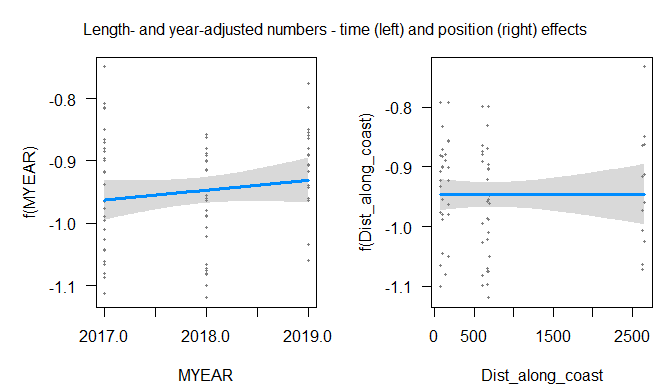 Length- and year-adjusted numbers - time (left) and position (right) effects
f(MYEAR)
-0.8
-0.9
-1.0
-1.1
2017.0 2018.0 2019.0
MYEAR
f(Dist_along_coast)
-0.8
-0.9
-1.0
-1.1
0 500 1500 2500
Dist_along_coast